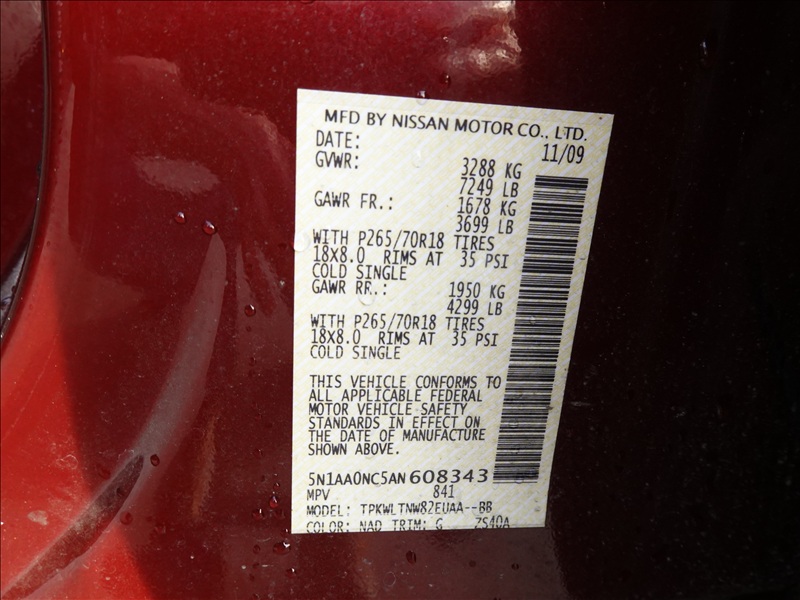 MFD BY NISSAN MOTOR CO., LTD.
DATE: 11/09
GVWR: 3288 KG
7249 LB
GAWR FR.: 1678 KG
3699 LB
WITH P265/70R18 TIRES
18X8.0 RIMS AT 35 PSI
COLD SINGLE
GAWR RR.: 1950 KG
4299 LB
WITH P265/70R18 TIRES
18X8.0 RIMS AT 35 PSI
COLD SINGLE
THIS VEHICLE CONFORMS TO
ALL APPLICABLE FEDERAL
MOTOR VEHICLE SAFETY
STANDARDS IN EFFECT ON
THE DATE OF MANUFACTURE
SHOWN ABOVE.
5N1AA0NC5AN608343
MPV 841
MODEL: TPKWLTNW82EUAA--BB
COLOR: NAD TRIM: G ZS40A